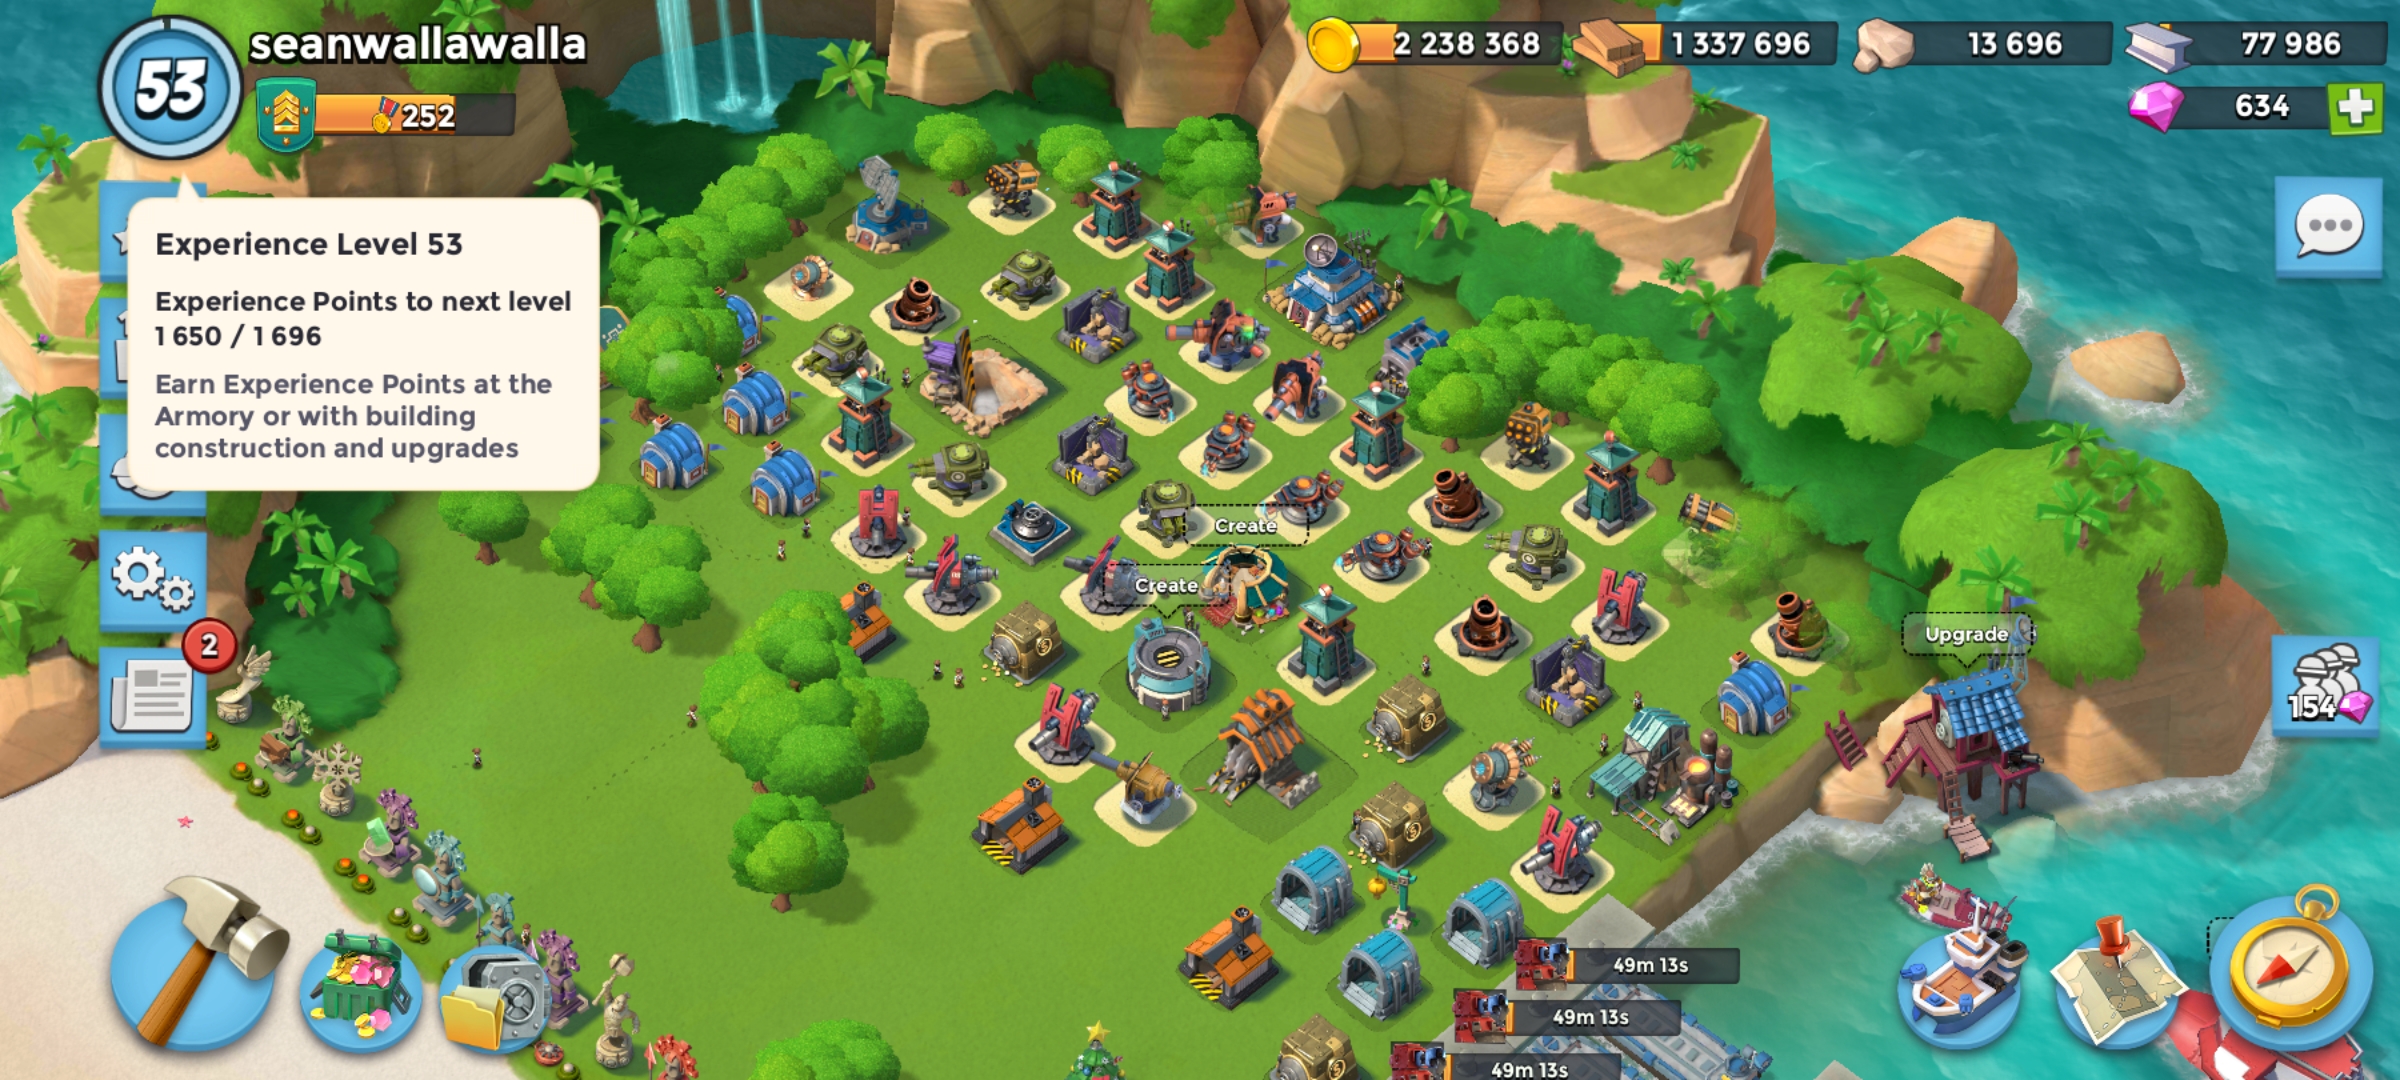 53
seanwallawalla
252
2 238 368
1 337 696
13 696
77 986
634
Experience Level 53
Experience Points to next level
1 650 / 1 696
Earn Experience Points at the
Armory or with building
construction and upgrades
Create
Create
Upgrade
2
154
49m 13s
49m 13s
49m 13s